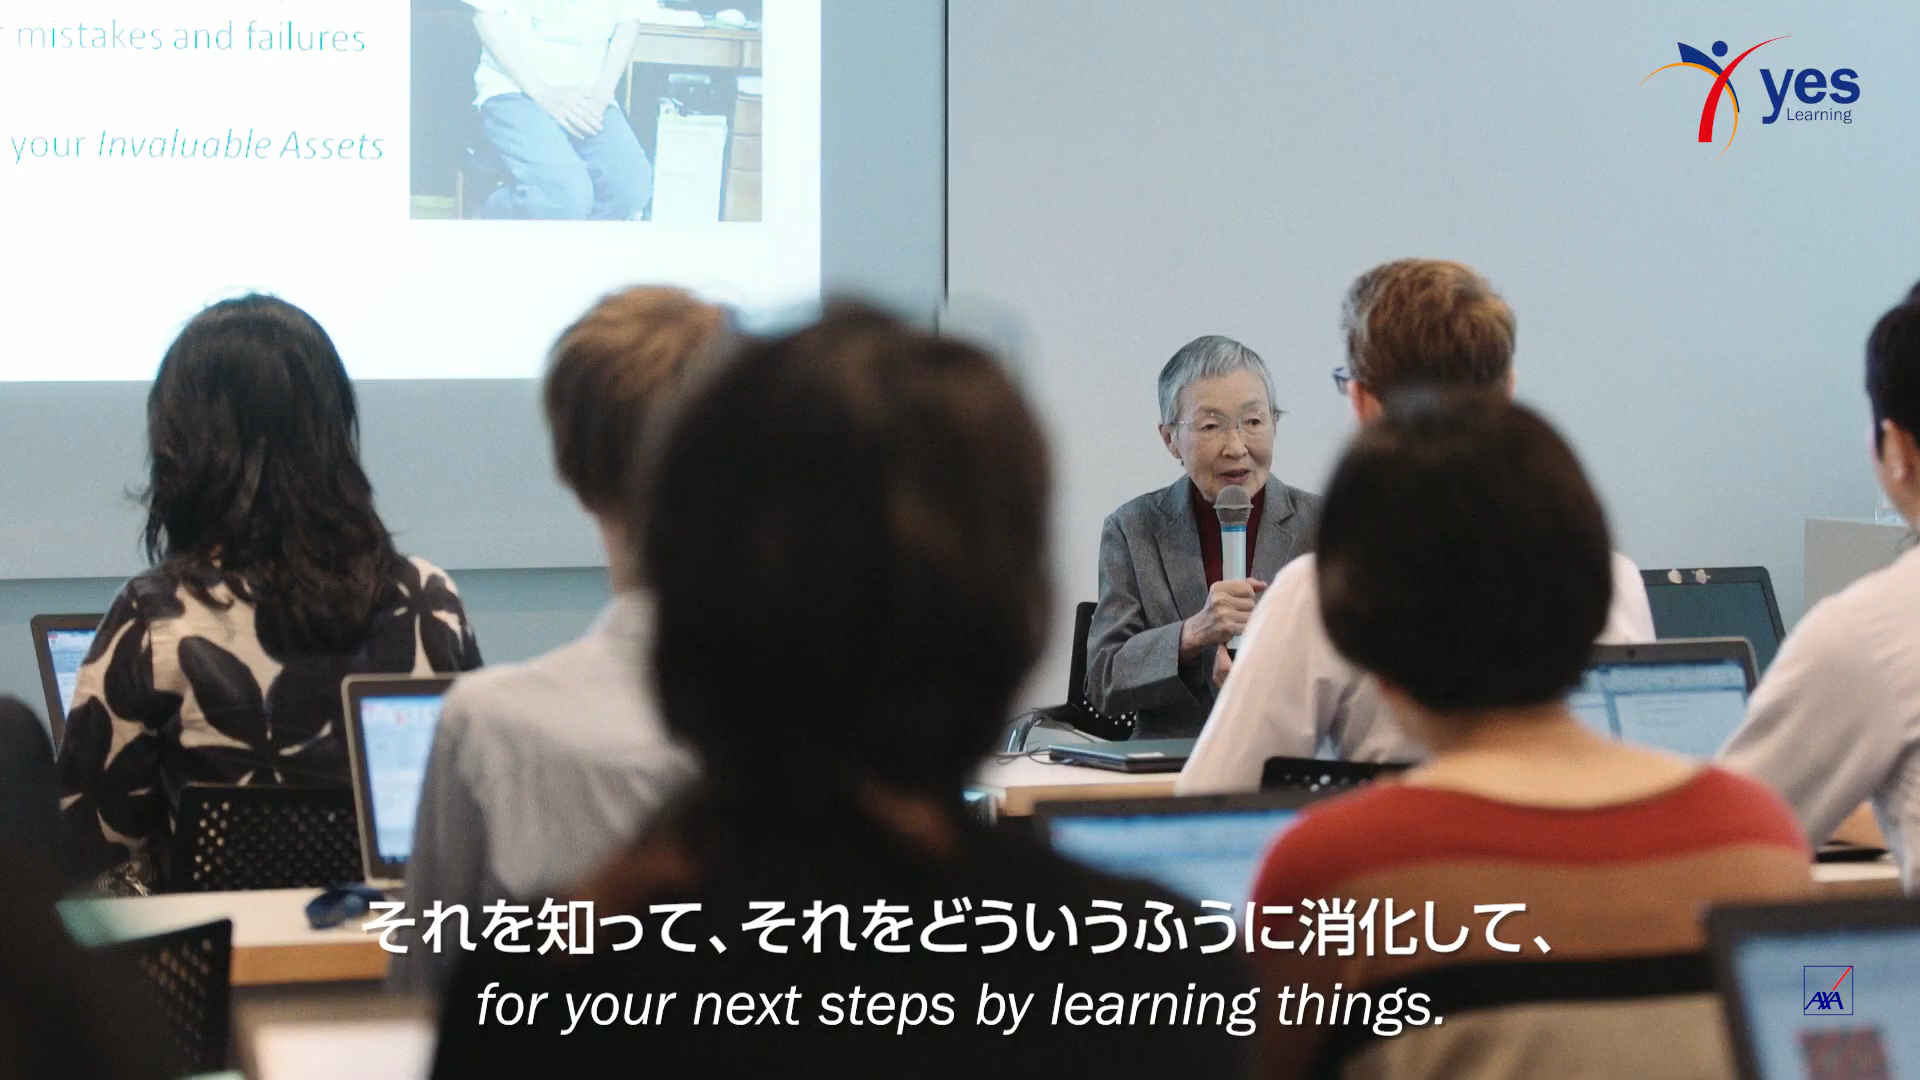 mistakes and failures
your Invaluable Assets
yes
Learning
それを知って、それをどういうふうに消化して、
for your next steps by learning things.
AXA